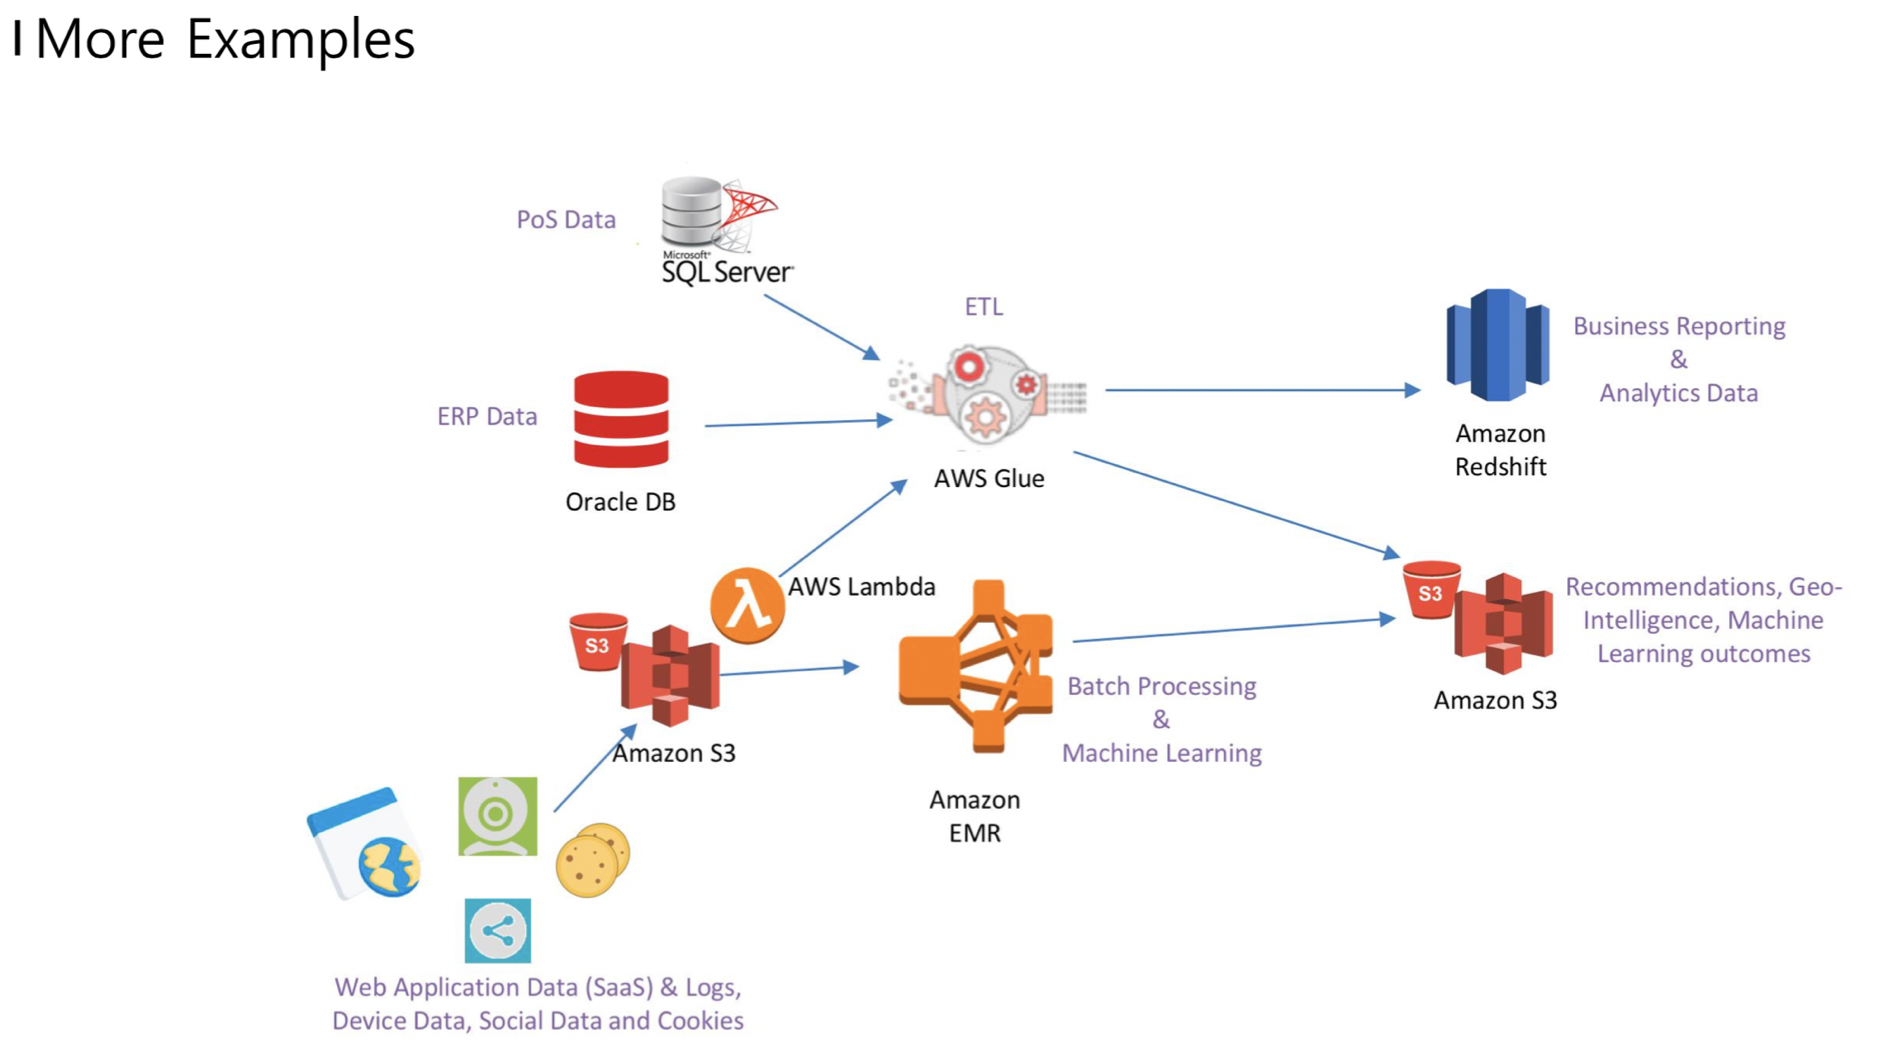 More Examples
PoS Data
Microsoft®
SQL Server
ETL
Business Reporting
&
Analytics Data
ERP Data
Amazon
Redshift
AWS Glue
Oracle DB
AWS Lambda
S3
S3
Recommendations, Geo-
Intelligence, Machine
Learning outcomes
Batch Processing
&
Machine Learning
Amazon S3
Amazon S3
Amazon
EMR
Web Application Data (SaaS) & Logs,
Device Data, Social Data and Cookies